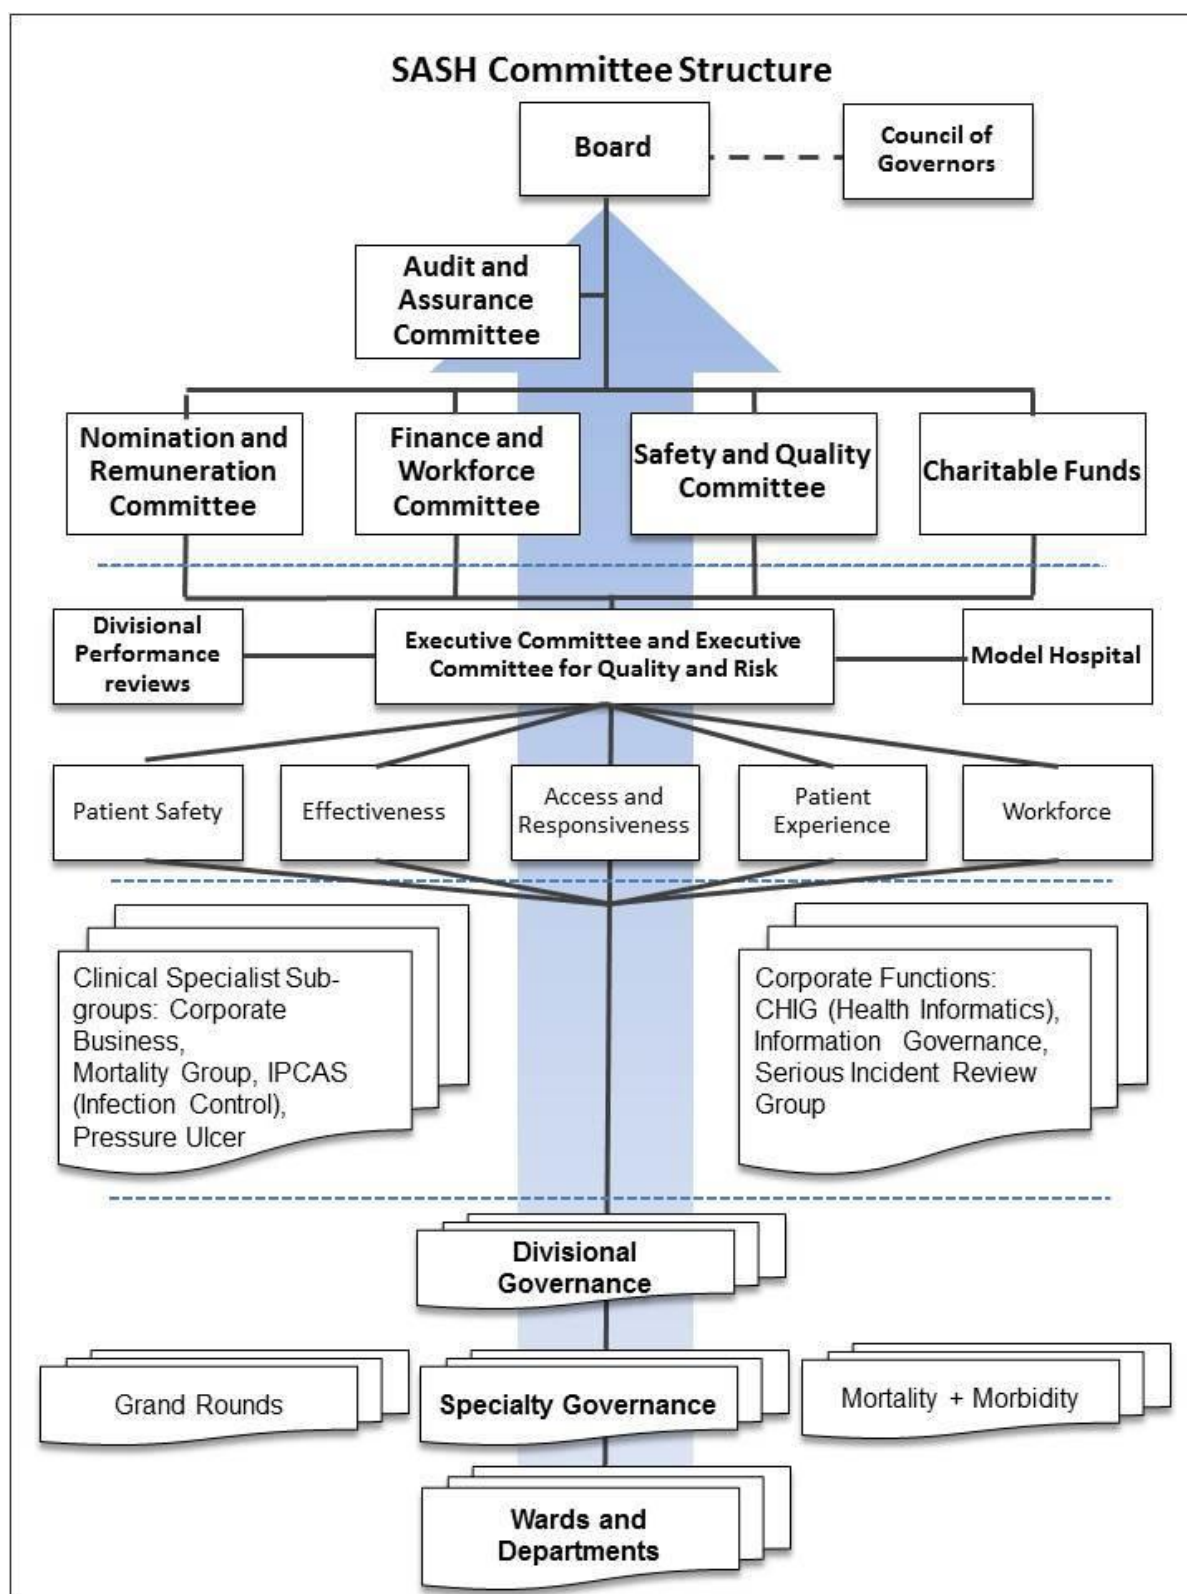 SASH Committee Structure
Board
Council of
Governors
Audit and
Assurance
Committee
Nomination and
Remuneration
Committee
Finance and
Workforce
Committee
Safety and Quality
Committee
Charitable Funds
Divisional
Performance
reviews
Executive Committee and Executive
Committee for Quality and Risk
Model Hospital
Patient Safety
Effectiveness
Access and
Responsiveness
Patient
Experience
Workforce
Clinical Specialist Sub-
groups: Corporate
Business,
Mortality Group, IPCAS
(Infection Control),
Pressure Ulcer
Corporate Functions:
CHIG (Health Informatics),
Information Governance,
Serious Incident Review
Group
Divisional
Governance
Grand Rounds
Specialty Governance
Mortality + Morbidity
Wards and
Departments